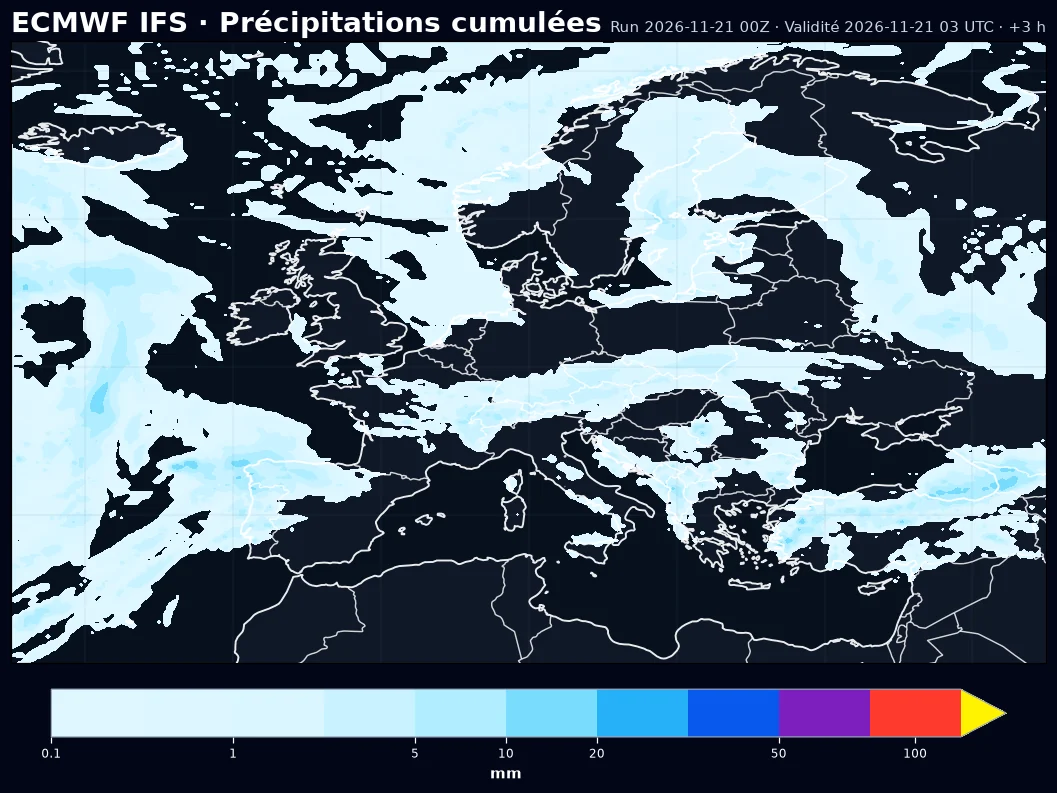 ECMWF IFS · Précipitations cumulées Run 2026-11-21 00Z · Validité 2026-11-21 03 UTC · +3 h
0.1 1 5 10 20 50 100
mm